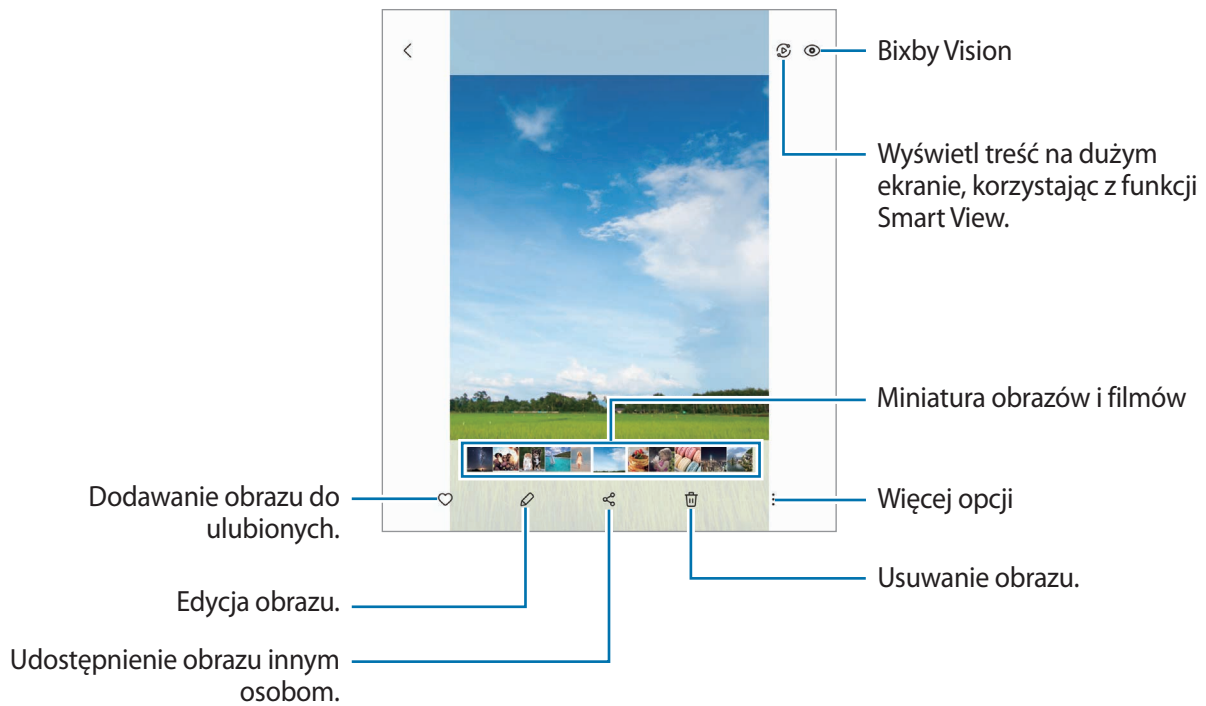 Bixby Vision
Wyświetl treść na dużym
ekranie, korzystając z funkcji
Smart View.
Miniatura obrazów i filmów
Dodawanie obrazu do
ulubionych.
Więcej opcji
Usuwanie obrazu.
Edycja obrazu.
Udostępnienie obrazu innym
osobom.